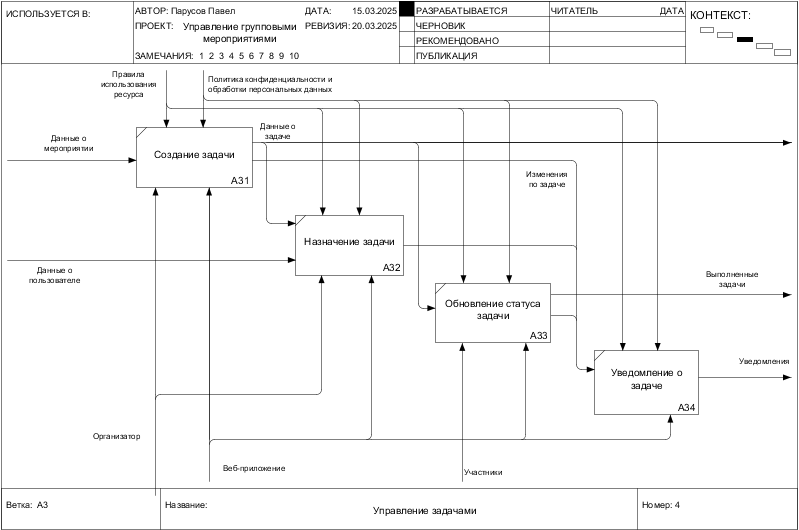 ИСПОЛЬЗУЕТСЯ В:
АВТОР: Парусов Павел
ДАТА: 15.03.2025
ПРОЕКТ: Управление групповыми
мероприятиями
РЕВИЗИЯ: 20.03.2025
ЗАМЕЧАНИЯ: 1 2 3 4 5 6 7 8 9 10
РАЗРАБАТЫВАЕТСЯ
ЧЕРНОВИК
РЕКОМЕНДОВАНО
ПУБЛИКАЦИЯ
ЧИТАТЕЛЬ
ДАТА
КОНТЕКСТ:
Правила
использования
ресурса
Политика конфиденциальности и
обработки персональных данных
Данные о
мероприятии
Создание задачи
A31
Данные о
задаче
Изменения
по задаче
Назначение задачи
A32
Данные о
пользователе
Обновление статуса
задачи
A33
Выполненные
задачи
Уведомление о
задаче
A34
Уведомления
Организатор
Веб-приложение
Участники
Ветка: A3
Название:
Управление задачами
Номер: 4